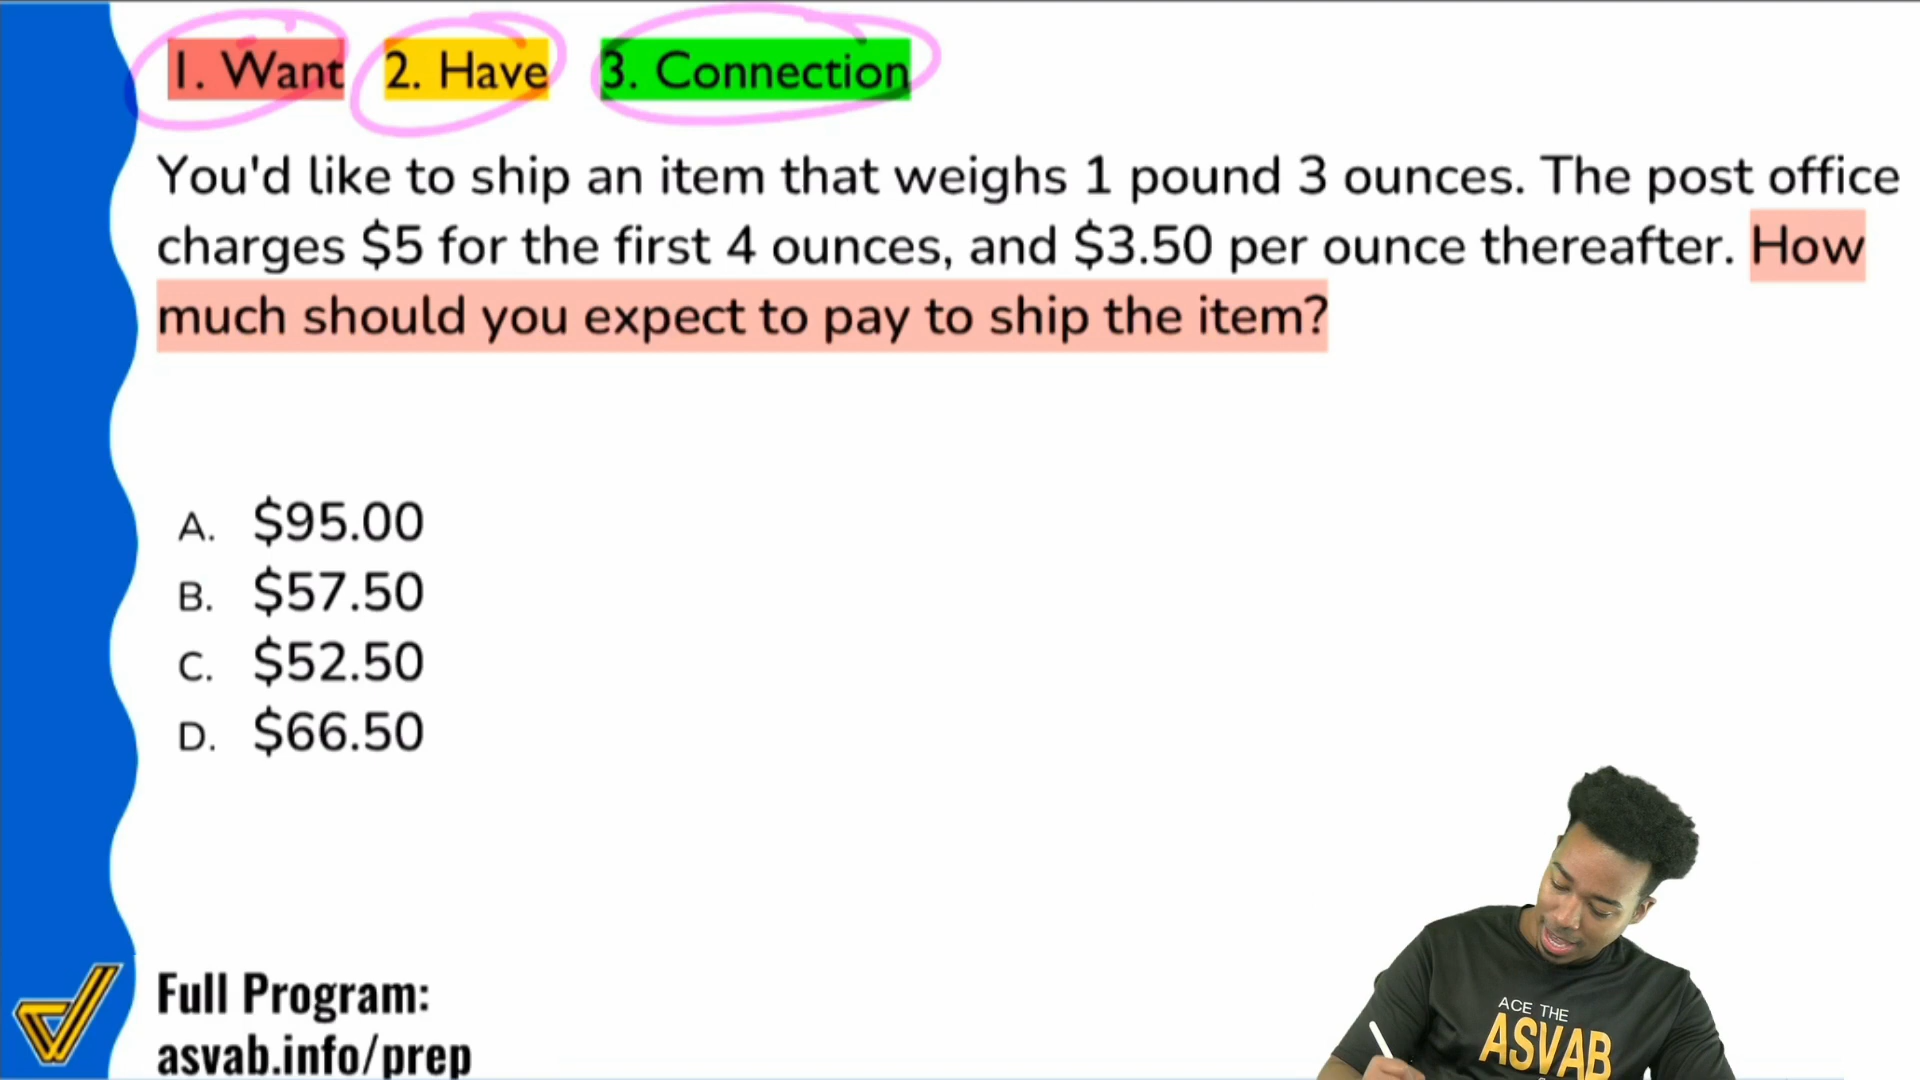 1. Want 2. Have 3. Connection
You'd like to ship an item that weighs 1 pound 3 ounces. The post office
charges $5 for the first 4 ounces, and $3.50 per ounce thereafter. How
much should you expect to pay to ship the item?
A. $95.00
B. $57.50
C. $52.50
D. $66.50
Full Program:
asvab.info/prep
ACE THE
ASVAB